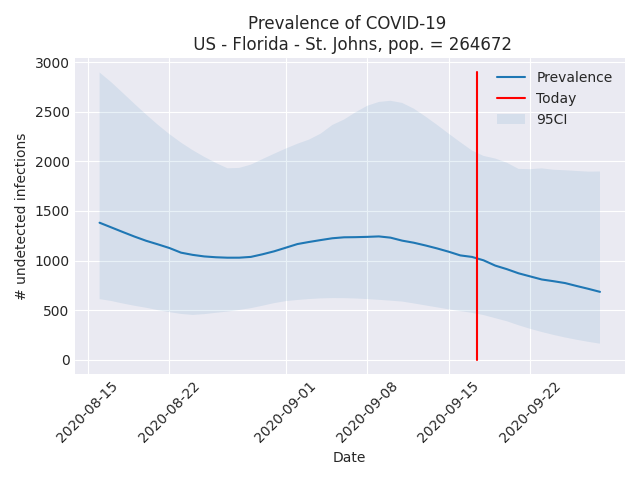 Prevalence of COVID-19
US - Florida - St. Johns, pop. = 264672
3000
2500
2000
1500
1000
500
0
# undetected infections
Prevalence
Today
95CI
2020-08-15
2020-08-22
2020-09-01
2020-09-08
2020-09-15
2020-09-22
Date